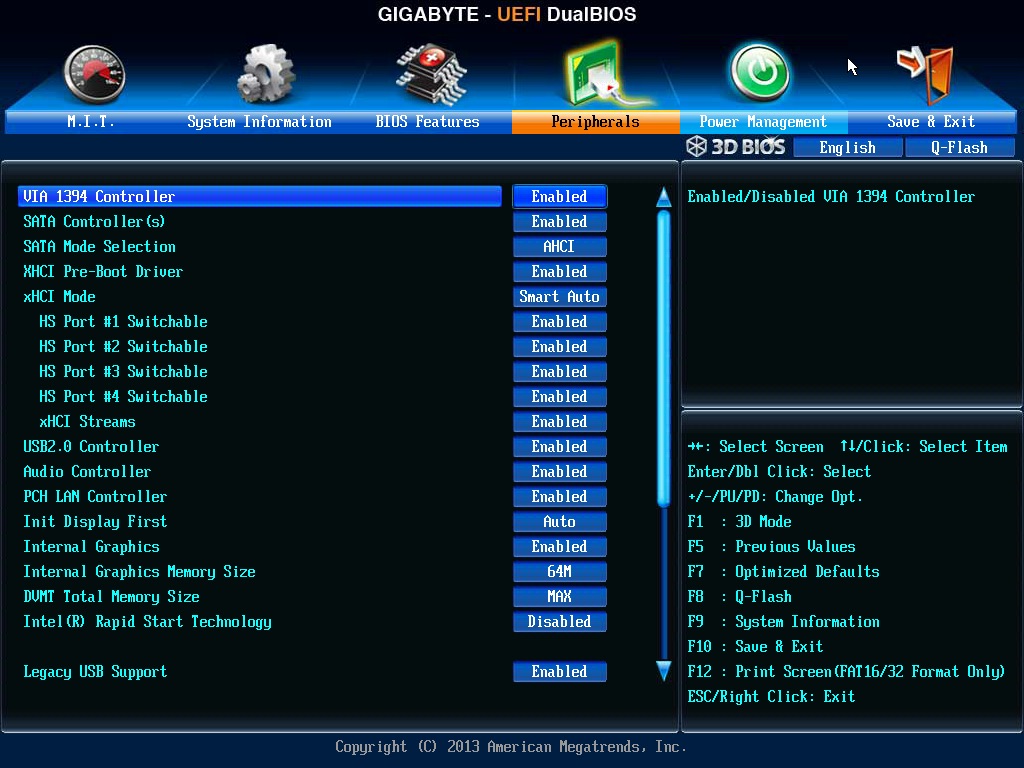 GIGABYTE - UEFI DualBIOS
M.I.T. System Information BIOS Features Peripherals Power Management Save & Exit
3D BIOS English Q-Flash
VIA 1394 Controller Enabled
SATA Controller(s) Enabled
SATA Mode Selection AHCI
XHCI Pre-Boot Driver Enabled
xHCI Mode Smart Auto
HS Port #1 Switchable Enabled
HS Port #2 Switchable Enabled
HS Port #3 Switchable Enabled
HS Port #4 Switchable Enabled
xHCI Streams Enabled
USB2.0 Controller Enabled
Audio Controller Enabled
PCH LAN Controller Enabled
Init Display First Auto
Internal Graphics Enabled
Internal Graphics Memory Size 64M
DVMT Total Memory Size MAX
Intel(R) Rapid Start Technology Disabled
Legacy USB Support Enabled
Enabled/Disabled VIA 1394 Controller
→←: Select Screen ↑↓/Click: Select Item
Enter/Dbl Click: Select
+/-/PU/PD: Change Opt.
F1 : 3D Mode
F5 : Previous Values
F7 : Optimized Defaults
F8 : Q-Flash
F9 : System Information
F10 : Save & Exit
F12 : Print Screen(FAT16/32 Format Only)
ESC/Right Click: Exit
Copyright (C) 2013 American Megatrends, Inc.